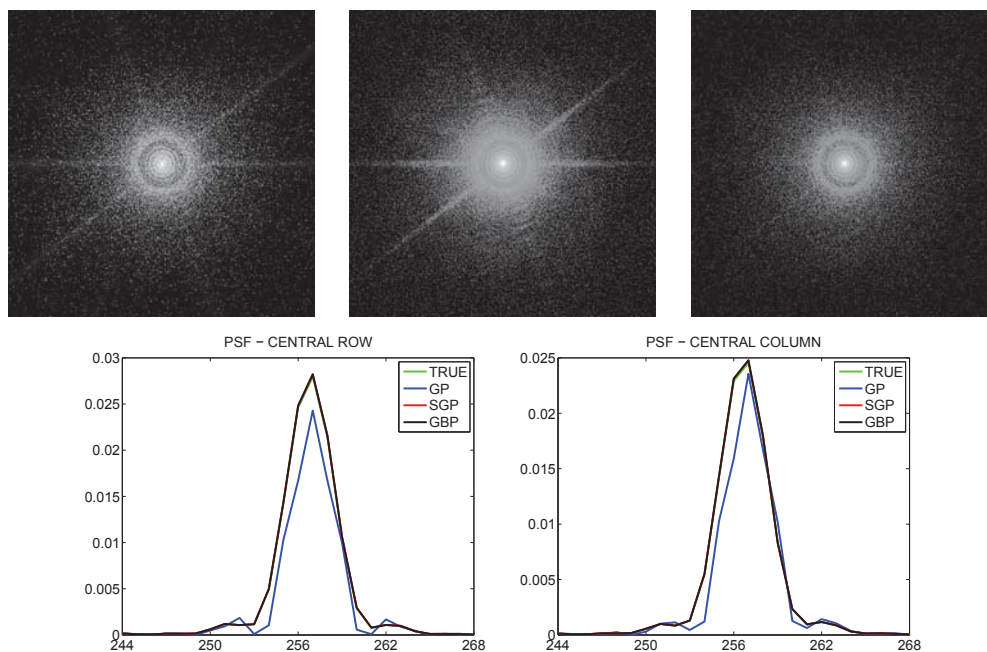 PSF − CENTRAL ROW
0.03
0.025
0.02
0.015
0.01
0.005
0
244
250
256
262
268
TRUE
GP
SGP
GBP
PSF − CENTRAL COLUMN
0.025
0.02
0.015
0.01
0.005
0
244
250
256
262
268
TRUE
GP
SGP
GBP